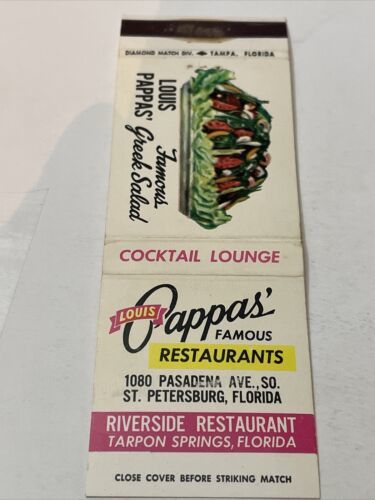 DIAMOND MATCH DIV. TAMPA, FLORIDA
LOUIS
PAPPAS'
Famous
Greek Salad
COCKTAIL LOUNGE
LOUIS
Pappas'
FAMOUS
RESTAURANTS
1080 PASADENA AVE., SO.
ST. PETERSBURG, FLORIDA
RIVERSIDE RESTAURANT
TARPON SPRINGS, FLORIDA
CLOSE COVER BEFORE STRIKING MATCH